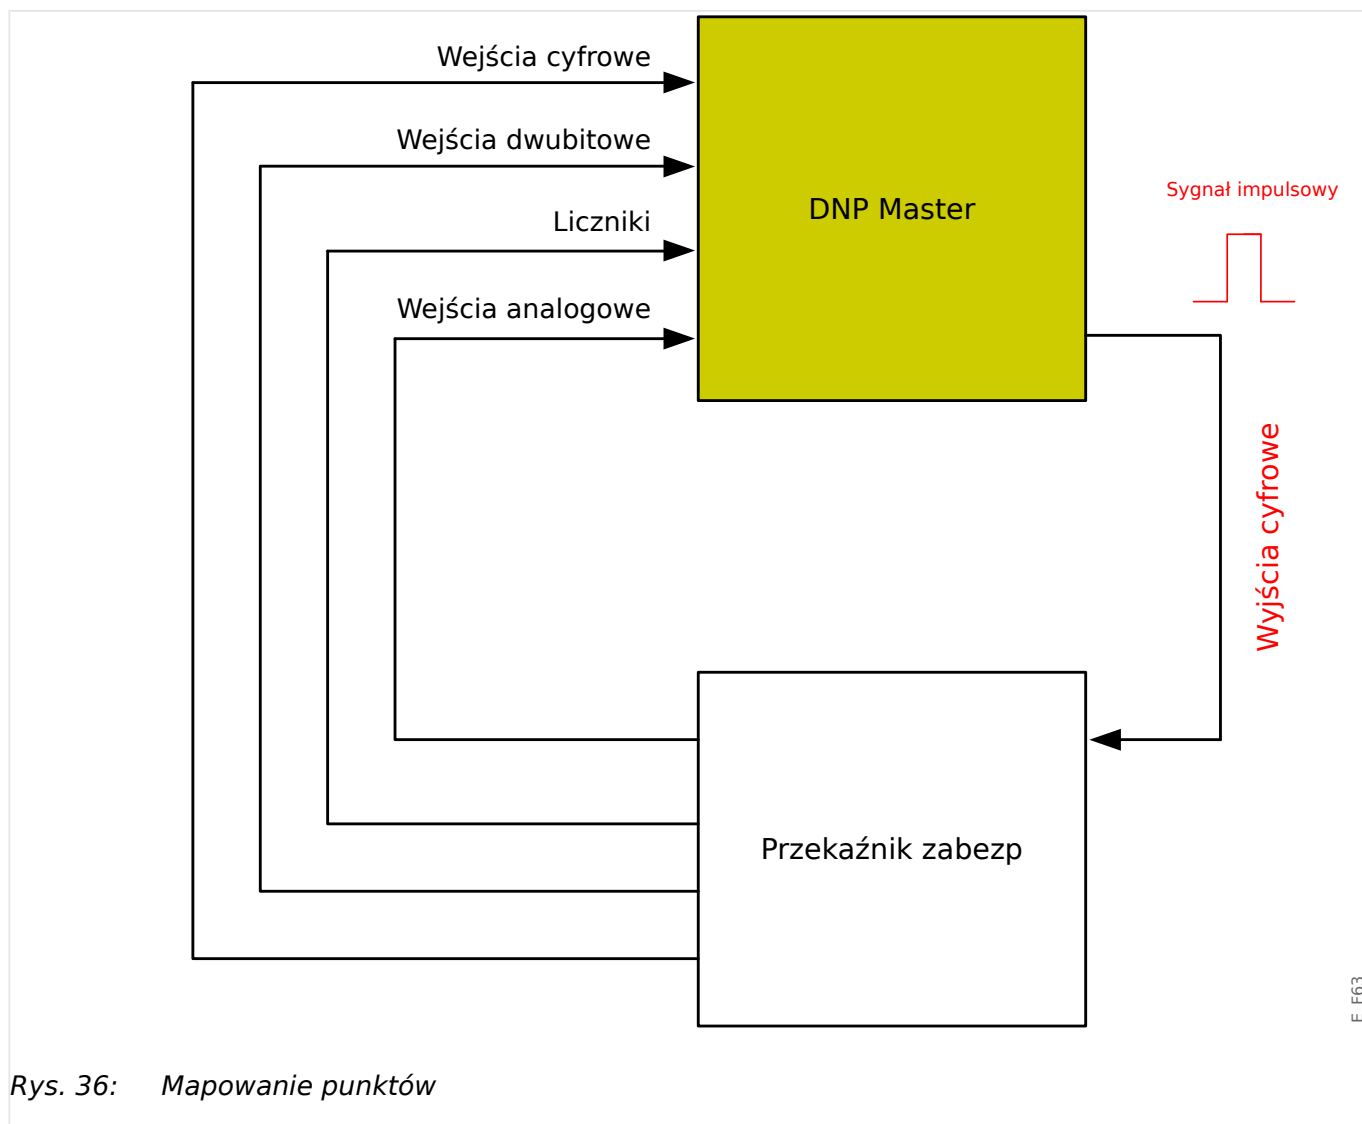 Wejścia cyfrowe
Wejścia dwubitowe
Liczniki
Wejścia analogowe
DNP Master
Sygnał impulsowy
Wyjścia cyfrowe
Przekaźnik zabezp
E_E63
Rys. 36: Mapowanie punktów